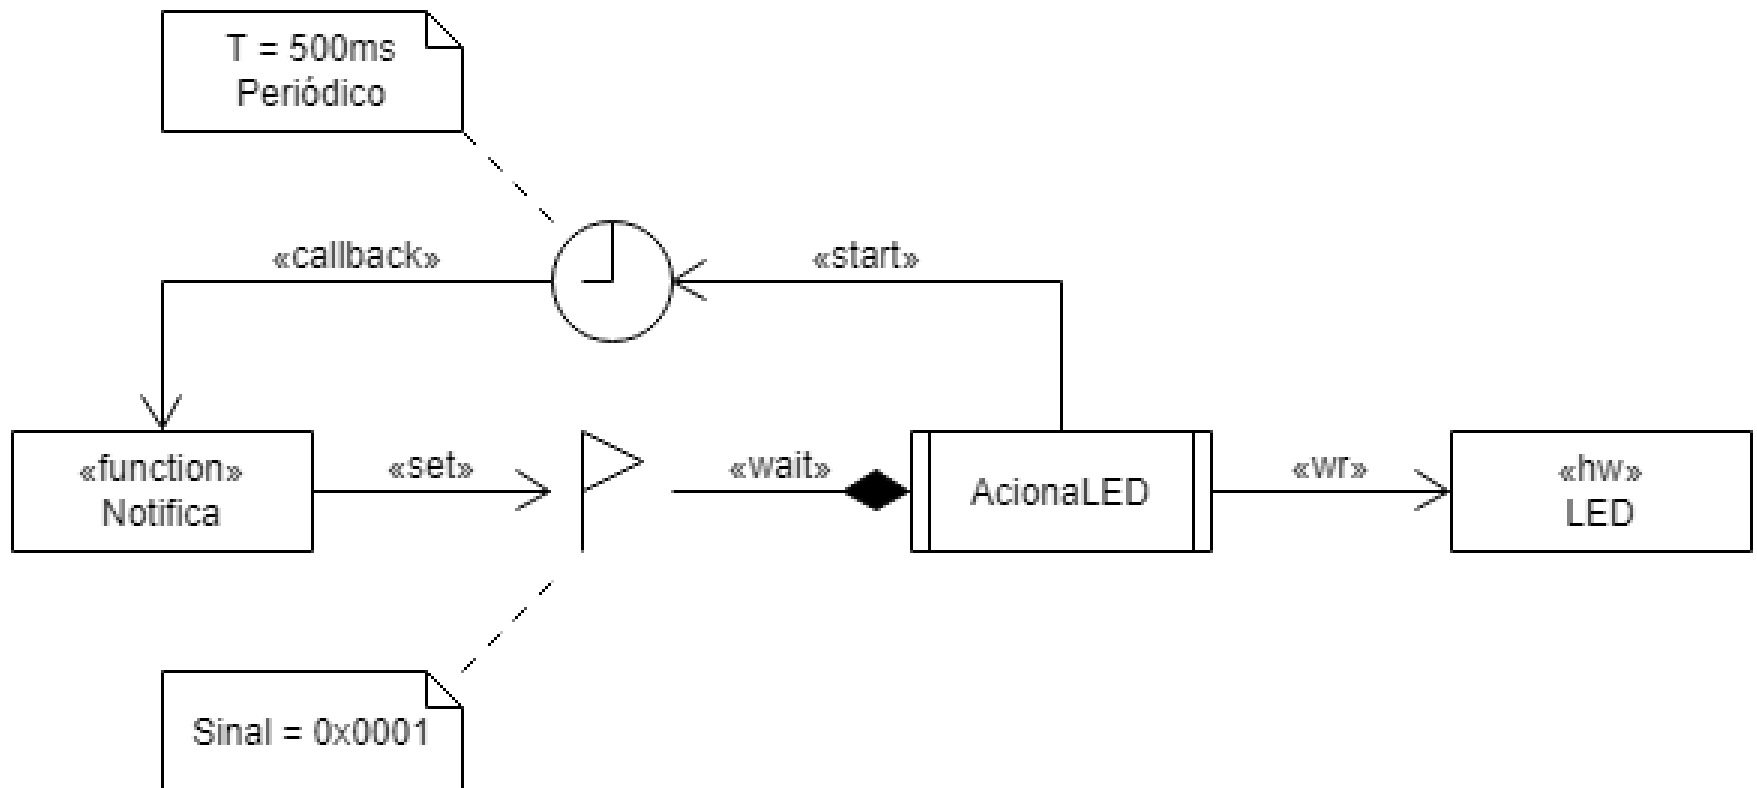 T = 500ms
Periódico
«callback»
«start»
«function»
Notifica
«set»
«wait»
AcionaLED
«wr»
«hw»
LED
Sinal = 0x0001